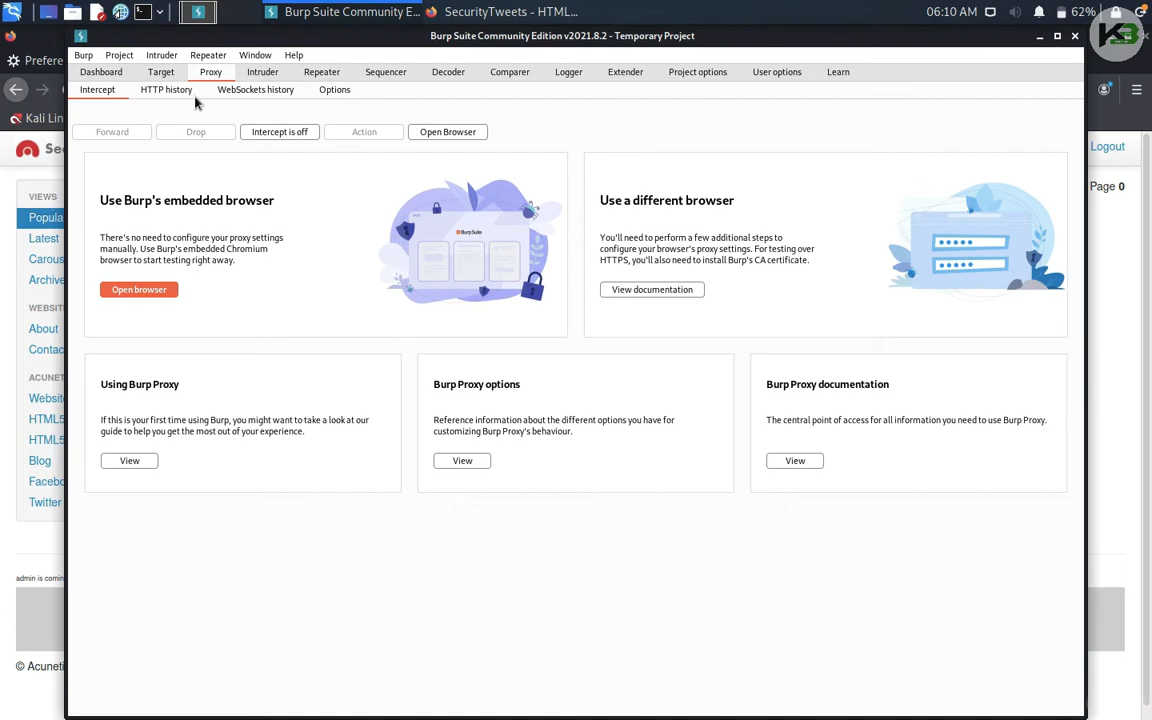 Burp Suite Community E...
SecurityTweets - HTML...
06:10 AM
62%
Burp Suite Community Edition v2021.8.2 - Temporary Project
Burp Project Intruder Repeater Window Help
Dashboard Target Proxy Intruder Repeater Sequencer Decoder Comparer Logger Extender Project options User options Learn
Intercept HTTP history WebSockets history Options
Forward Drop Intercept is off Action Open Browser
Use Burp's embedded browser
There's no need to configure your proxy settings
manually. Use Burp's embedded Chromium
browser to start testing right away.
Open browser
BurpSuite
Use a different browser
You'll need to perform a few additional steps to
configure your browser's proxy settings. For testing over
HTTPS, you'll also need to install Burp's CA certificate.
View documentation
Using Burp Proxy
If this is your first time using Burp, you might want to take a look at our
guide to help you get the most out of your experience.
View
Burp Proxy options
Reference information about the different options you have for
customizing Burp Proxy's behaviour.
View
Burp Proxy documentation
The central point of access for all information you need to use Burp Proxy.
View
Prefere
Kali Lin
Sec
VIEWS
Popula
Latest
Carous
Archive
WEBSIT
About
Contac
ACUNET
Websit
HTML5
HTML5
Blog
Facebo
Twitter
admin is comin
© Acuneti
Logout
Page 0
KB